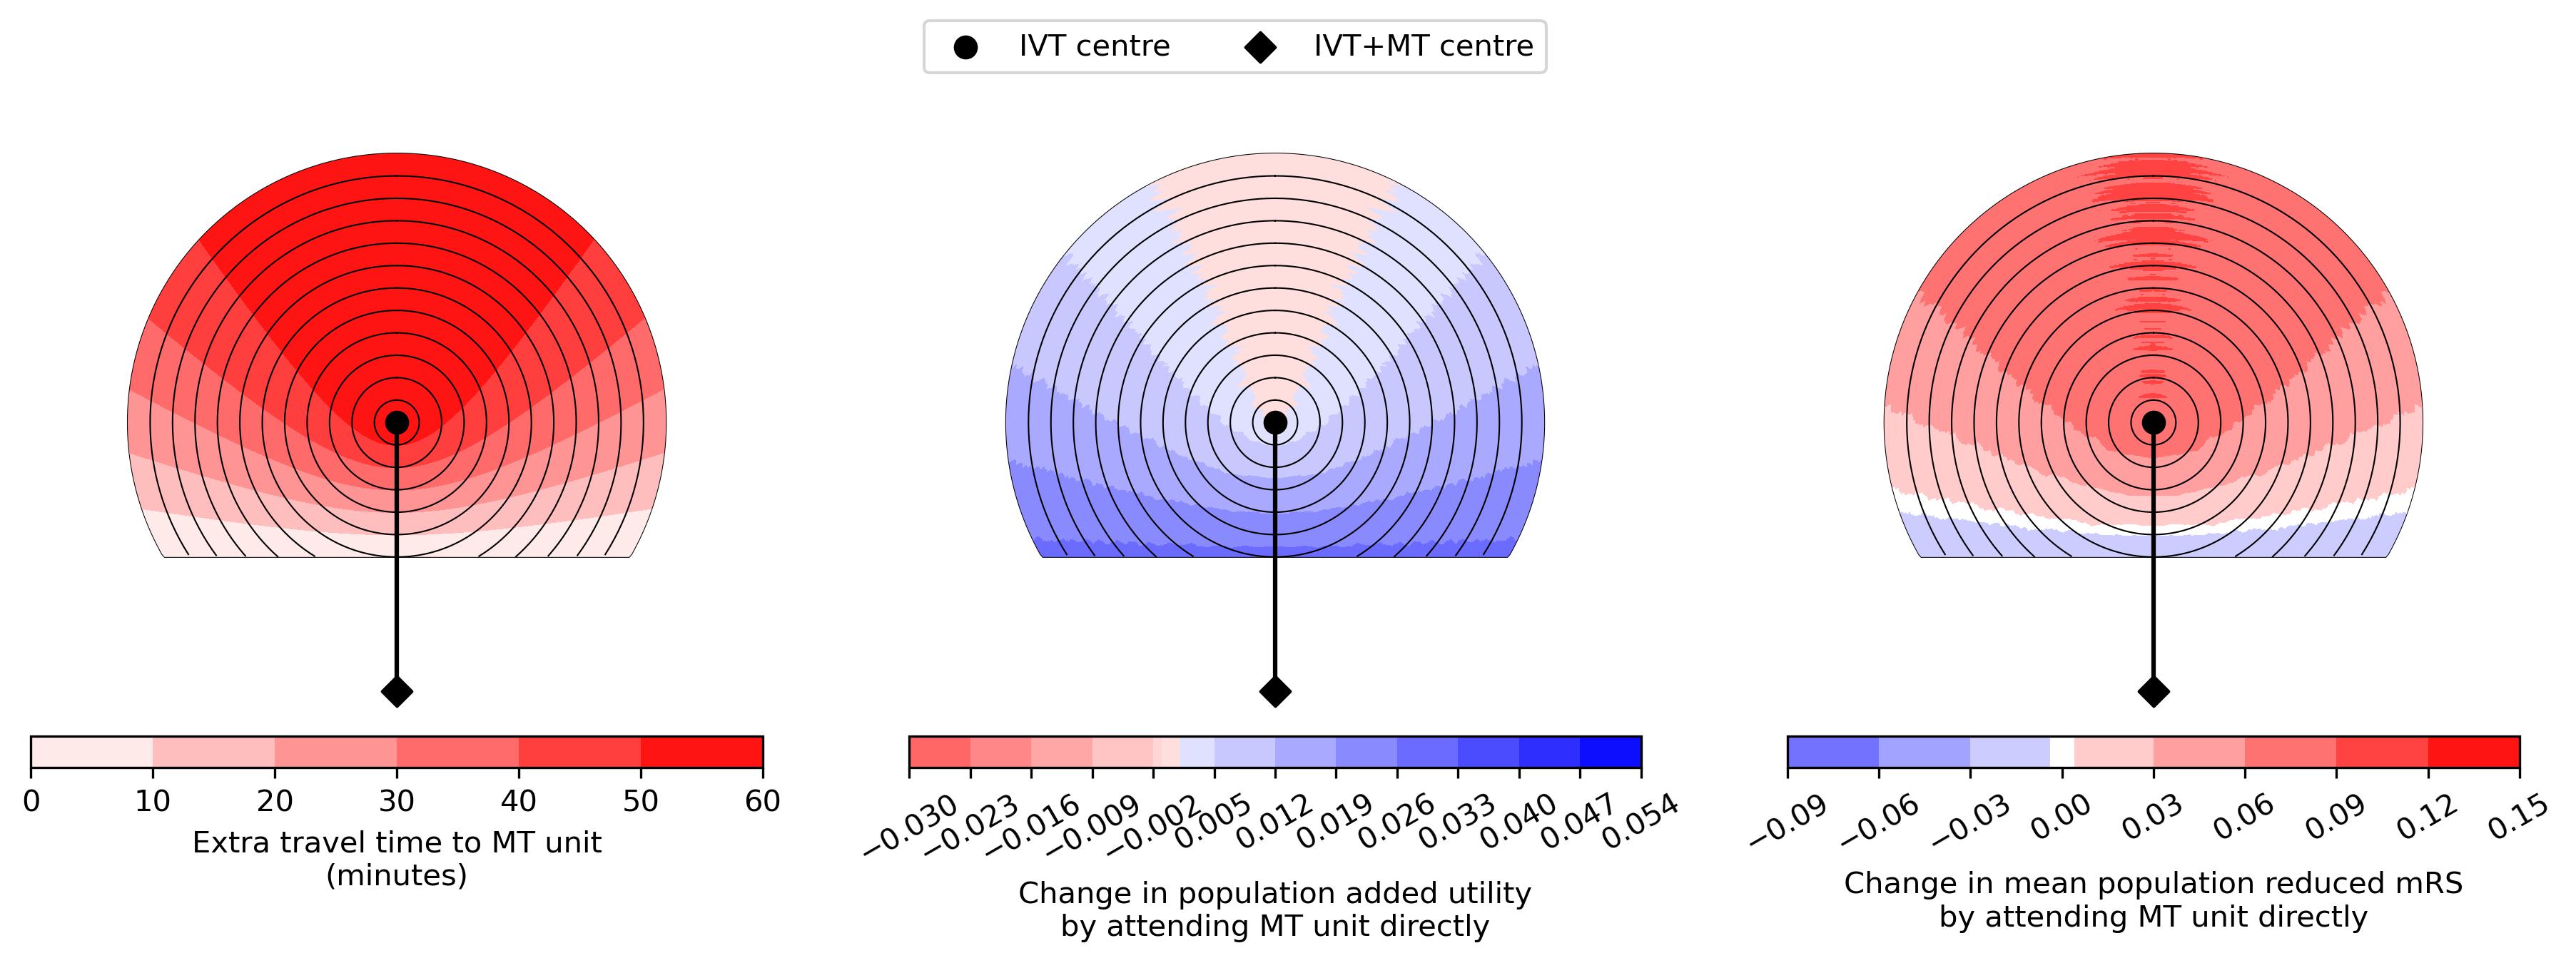 IVT centre IVT+MT centre
0 10 20 30 40 50 60
Extra travel time to MT unit
(minutes)
−0.030 −0.023 −0.016 −0.009 −0.002 0.005 0.012 0.019 0.026 0.033 0.040 0.047 0.054
Change in population added utility
by attending MT unit directly
−0.09 −0.06 −0.03 0.00 0.03 0.06 0.09 0.12 0.15
Change in mean population reduced mRS
by attending MT unit directly